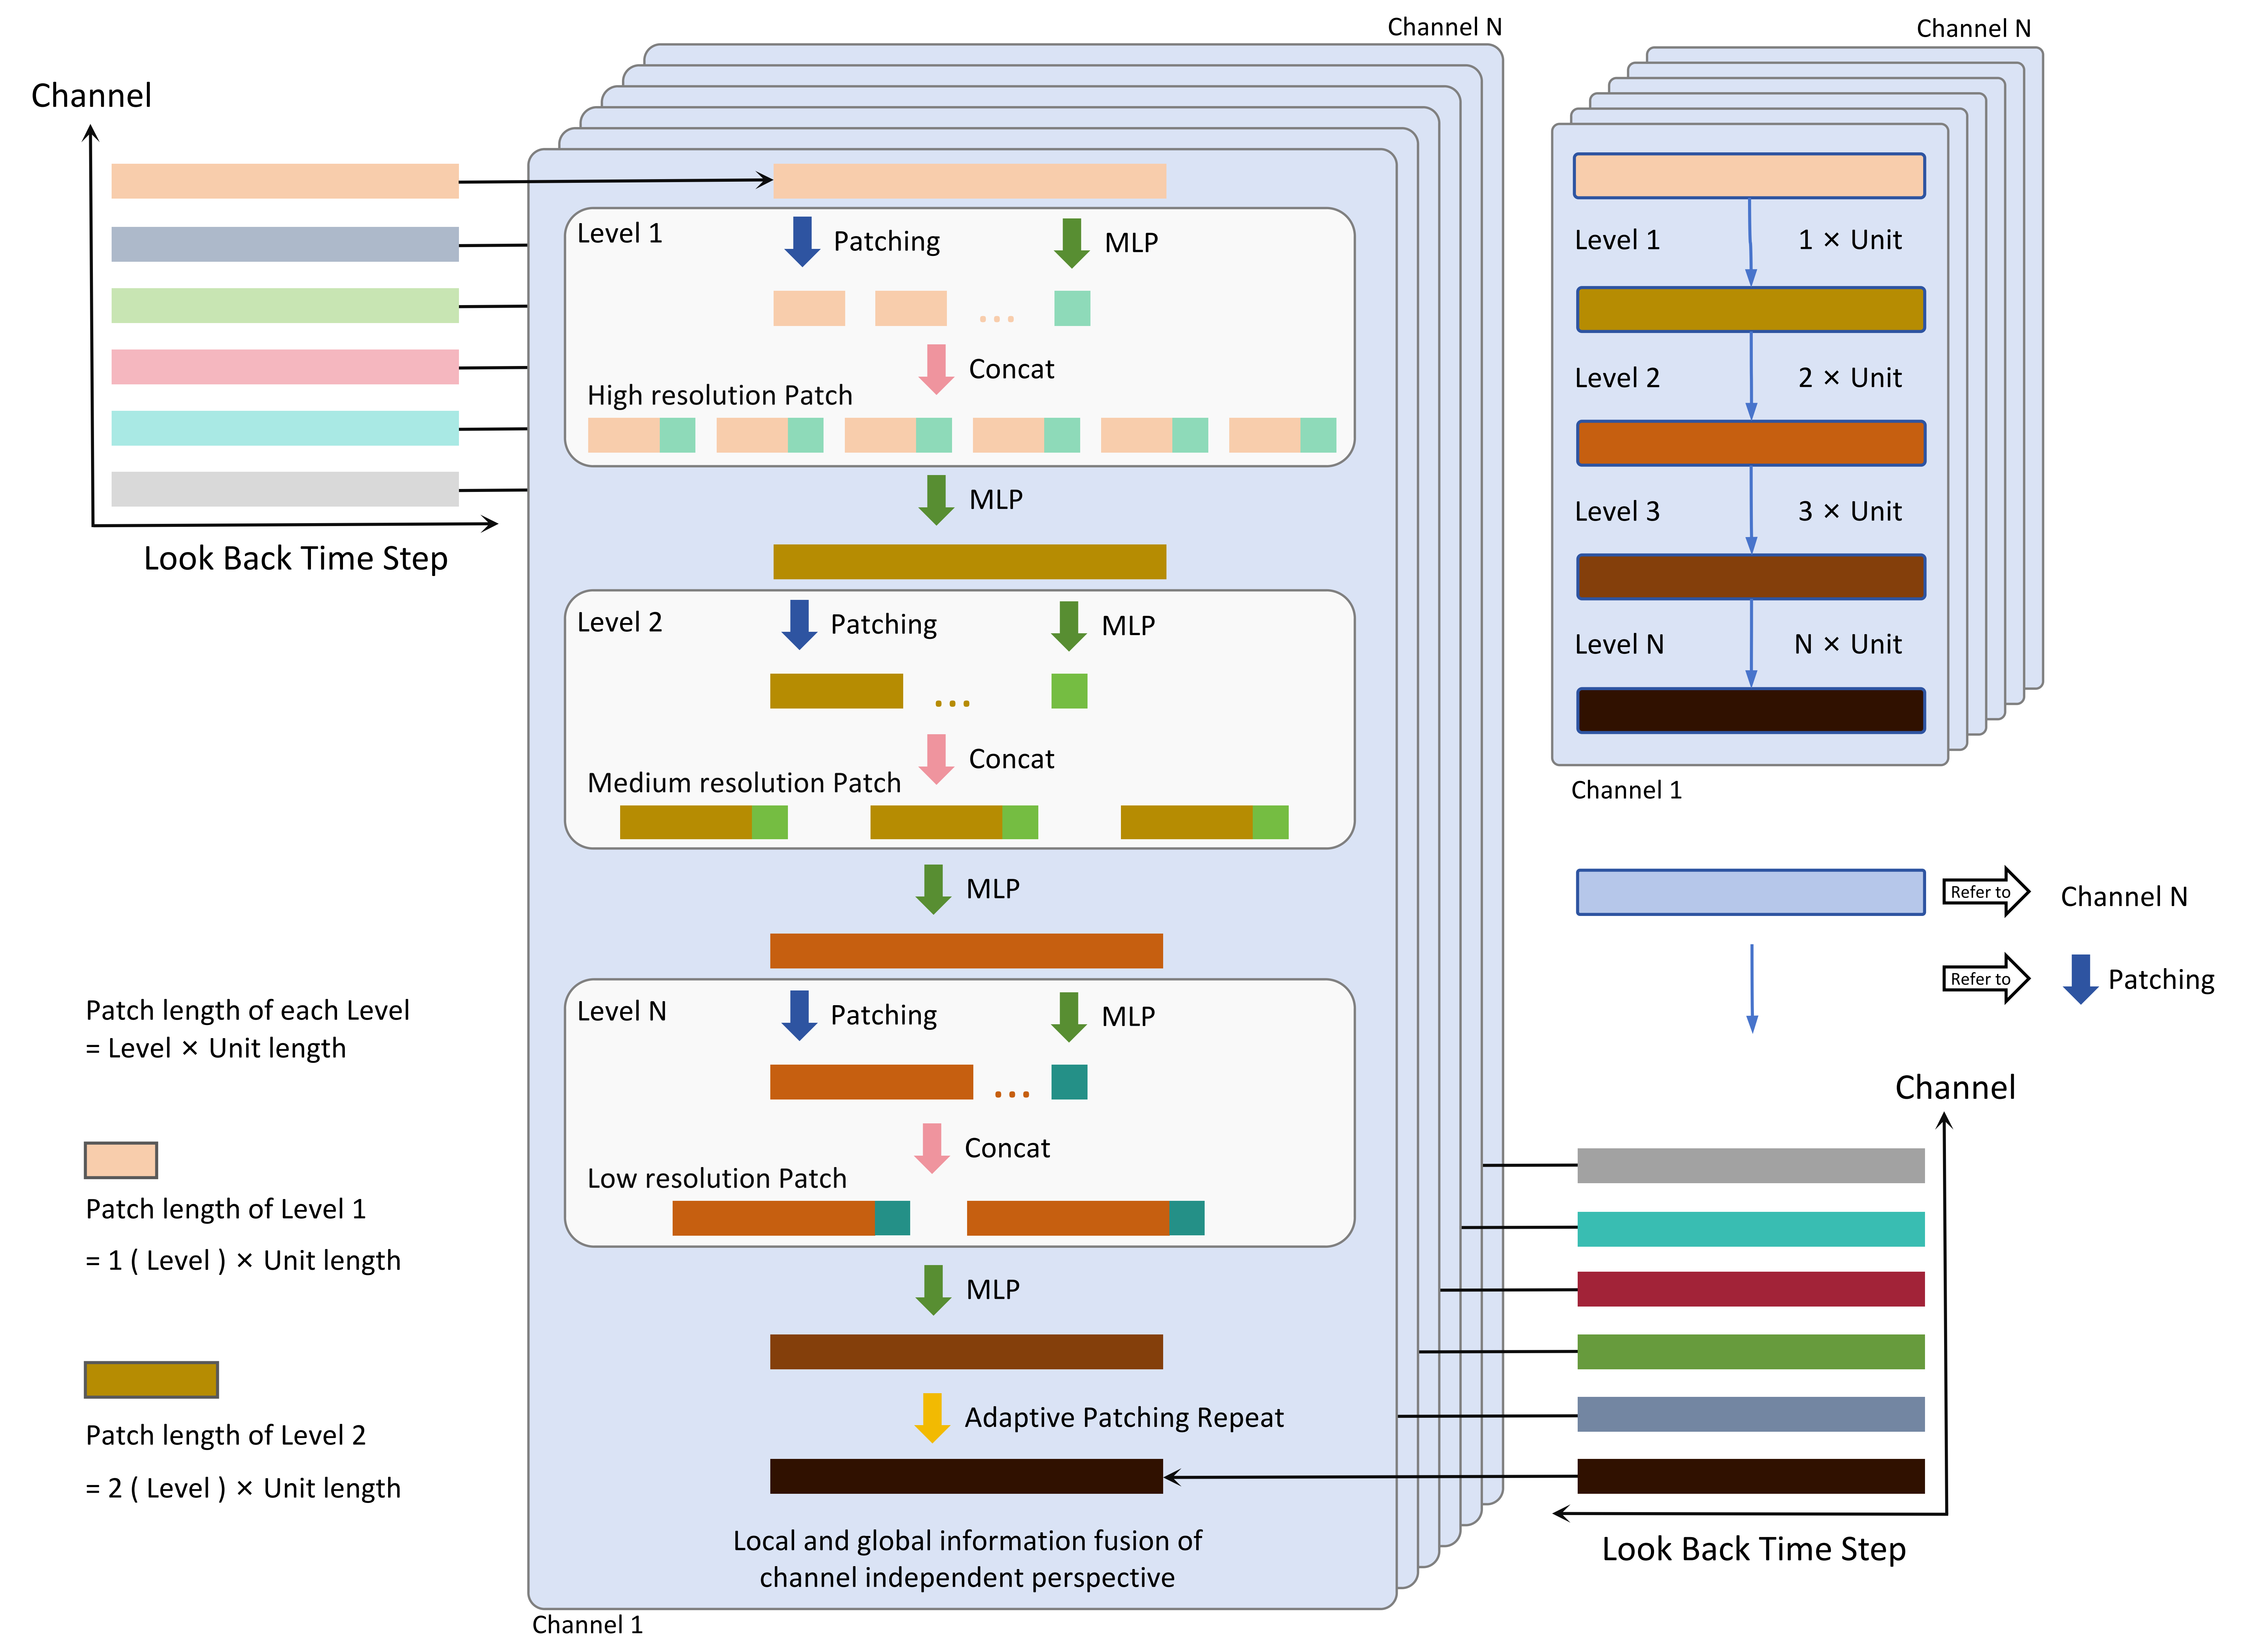 Channel
Look Back Time Step
Patch length of each Level
= Level × Unit length
Patch length of Level 1
= 1 ( Level ) × Unit length
Patch length of Level 2
= 2 ( Level ) × Unit length
Channel N
Level 1
Patching
MLP
Concat
High resolution Patch
MLP
Level 2
Patching
MLP
...
Concat
Medium resolution Patch
MLP
Level N
Patching
MLP
...
Concat
Low resolution Patch
MLP
Adaptive Patching Repeat
Local and global information fusion of
channel independent perspective
Channel 1
Channel N
Level 1 1 × Unit
Level 2 2 × Unit
Level 3 3 × Unit
Level N N × Unit
Channel 1
Refer to Channel N
Refer to Patching
Channel
Look Back Time Step